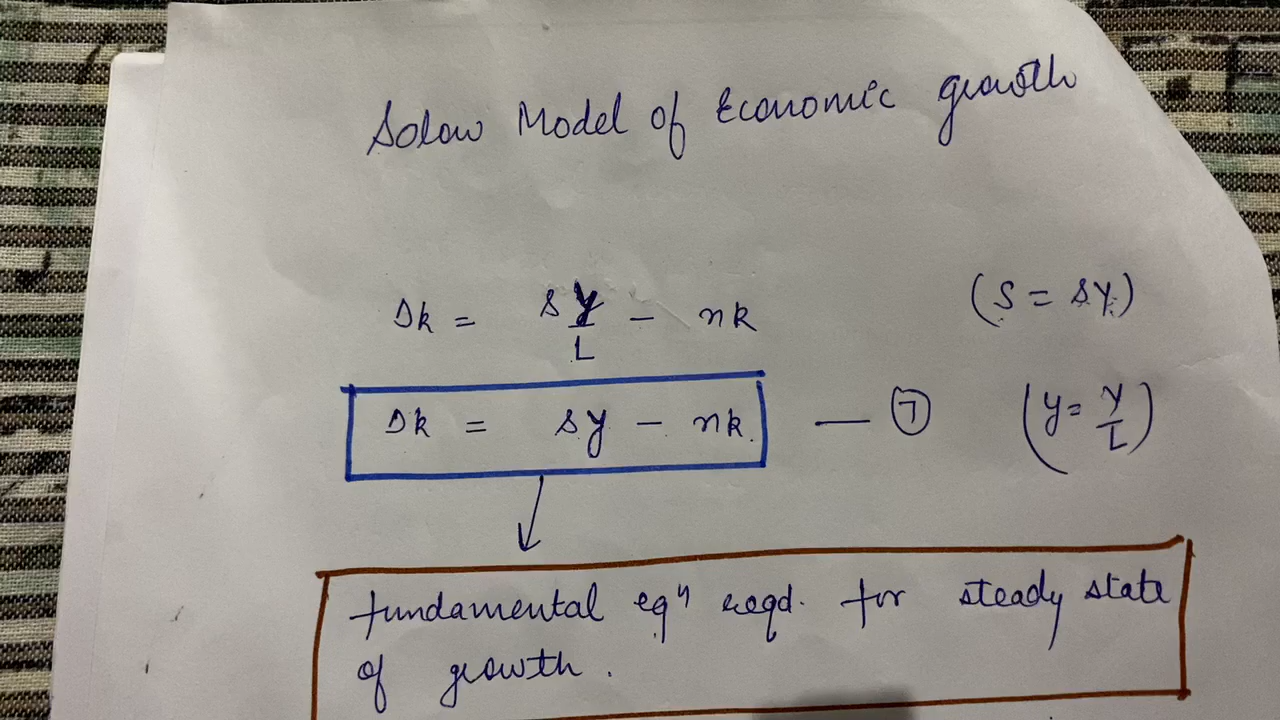 Solow Model of Economic growth
Δk = s Y/L - nk (S = sY)
Δk = sy - nk — ⑦ (y = Y/L)
fundamental eqⁿ reqd. for steady state
of growth.